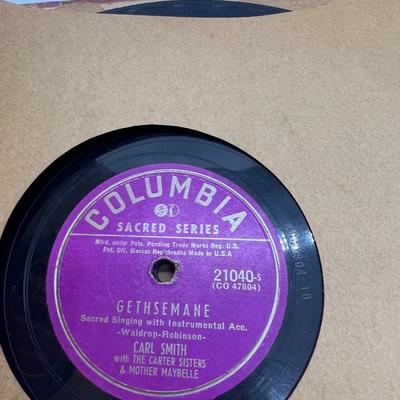 COLUMBIA
SACRED SERIES
Mfrd. under Pats. Pending Trade Marks Reg. U.S.
Pat. Off. Marcas Registradas Made in U.S.A
21040-S
(CO 47804)
GETHSEMANE
Sacred Singing with Instrumental Acc.
-Waldrop-Robinson-
CARL SMITH
with THE CARTER SISTERS
& MOTHER MAYBELLE